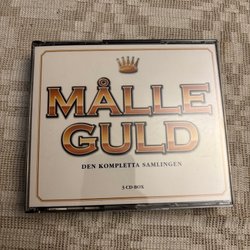 MÅLLE
GULD
DEN KOMPLETTA SAMLINGEN
3 CD-BOX